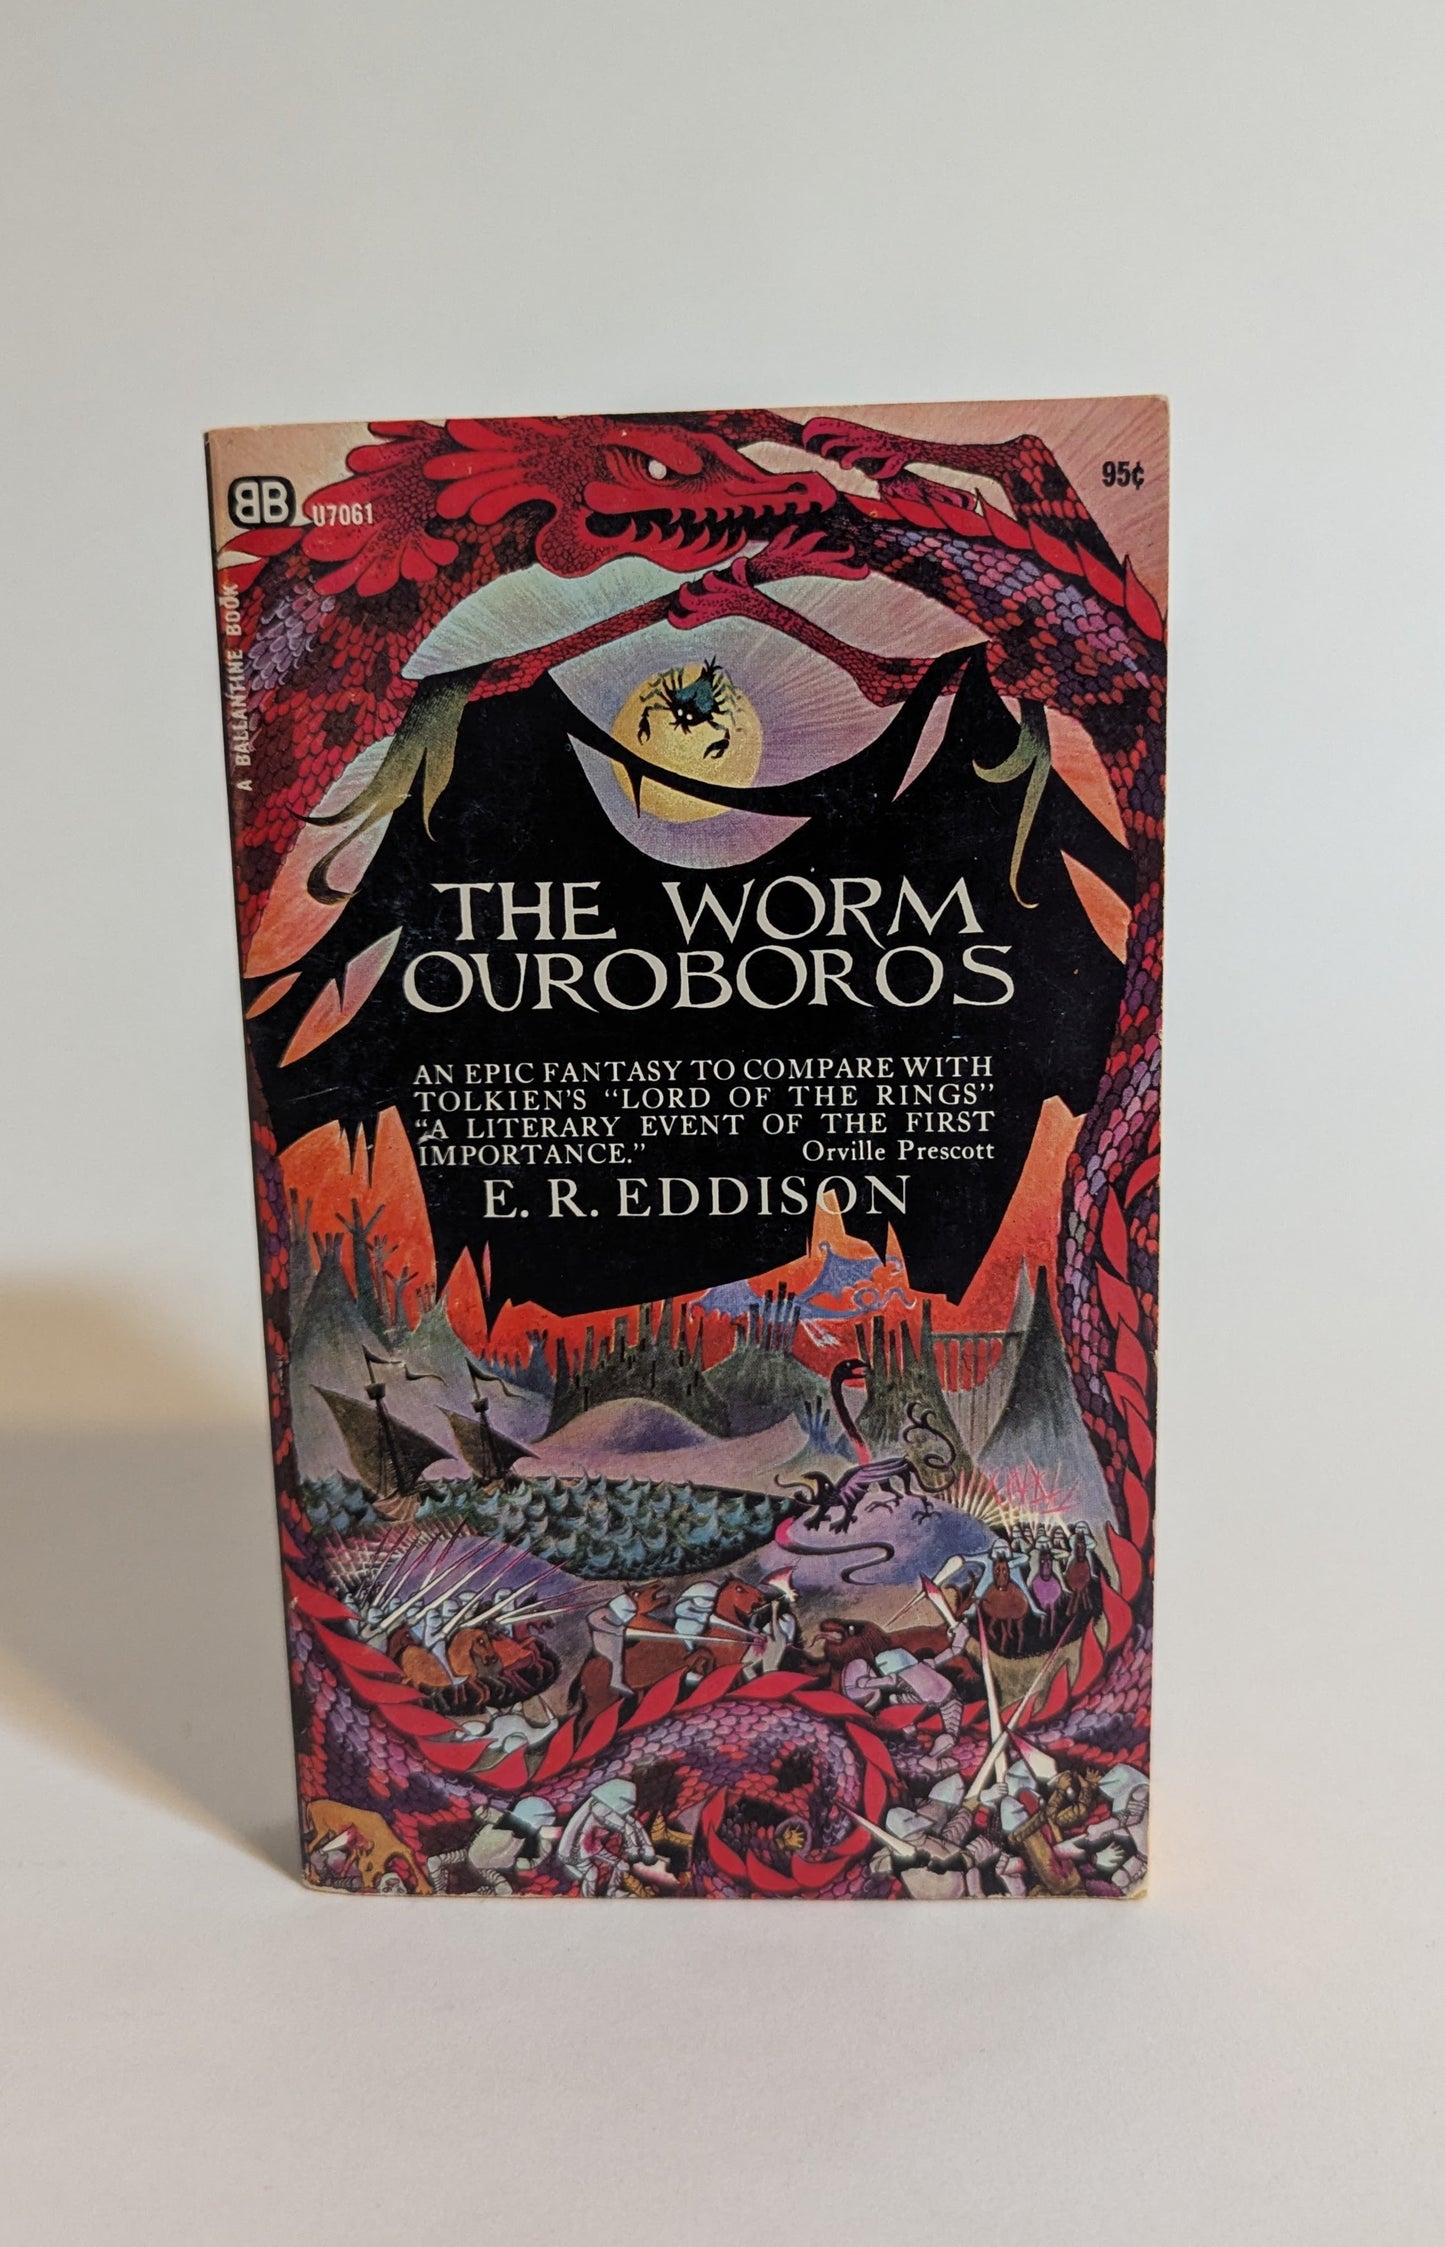 BB
U7061
95¢
A BALLANTINE BOOK
THE WORM
OUROBOROS
AN EPIC FANTASY TO COMPARE WITH
TOLKIEN'S "LORD OF THE RINGS"
"A LITERARY EVENT OF THE FIRST
IMPORTANCE." Orville Prescott
E. R. EDDISON